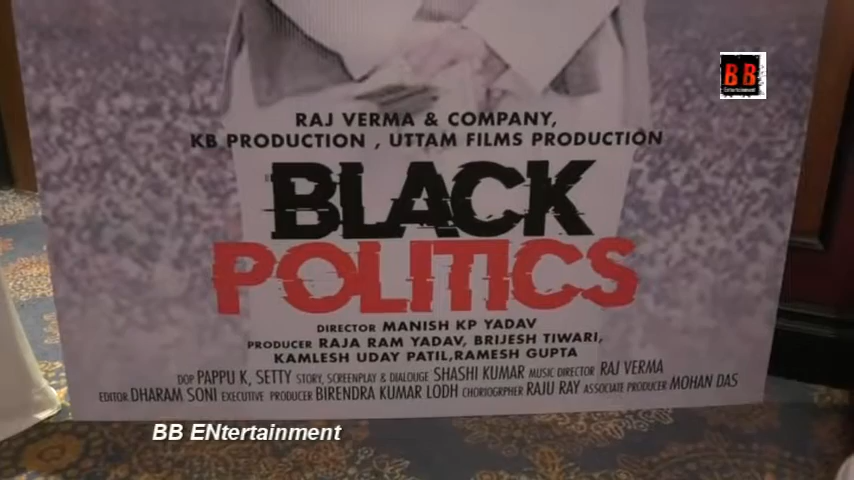 BB
Entertainment
RAJ VERMA & COMPANY,
KB PRODUCTION , UTTAM FILMS PRODUCTION
BLACK
POLITICS
DIRECTOR MANISH KP YADAV
PRODUCER RAJA RAM YADAV, BRIJESH TIWARI,
KAMLESH UDAY PATIL,RAMESH GUPTA
DOP PAPPU K, SETTY STORY, SCREENPLAY & DIALOUGE SHASHI KUMAR MUSIC DIRECTOR RAJ VERMA
EDITOR DHARAM SONI EXECUTIVE PRODUCER BIRENDRA KUMAR LODH CHORIOGRPHER RAJU RAY ASSOCIATE PRODUCER MOHAN DAS
BB ENtertainment